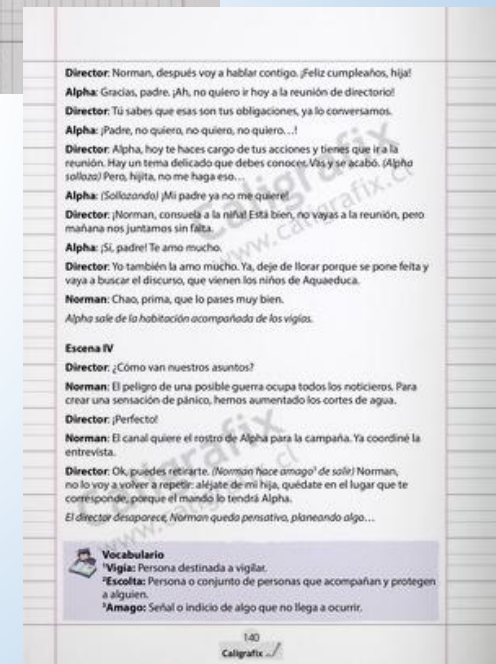 Director: Norman, después voy a hablar contigo. ¡Feliz cumpleaños, hija!
Alpha: Gracias, padre. ¡Ah, no quiero ir hoy a la reunión de directorio!
Director: Tú sabes que esas son tus obligaciones, ya lo conversamos.
Alpha: ¡Padre, no quiero, no quiero, no quiero…!
Director: Alpha, hoy te haces cargo de tus acciones y tienes que ir a la
reunión. Hay un tema delicado que debes conocer. Vas y se acabó. (Alpha
solloza) Pero, hijita, no me haga eso…
Alpha: (Sollozando) ¡Mi padre ya no me quiere!
Director: ¡Norman, consuela a la niña! Está bien, no vayas a la reunión, pero
mañana nos juntamos sin falta.
Alpha: ¡Sí, padre! Te amo mucho.
Director: Yo también la amo mucho. Ya, deje de llorar porque se pone feíta y
vaya a buscar el discurso, que vienen los niños de Aquaeduca.
Norman: Chao, prima, que lo pases muy bien.
Alpha sale de la habitación acompañada de los vigías.
Escena IV
Director: ¿Cómo van nuestros asuntos?
Norman: El peligro de una posible guerra ocupa todos los noticieros. Para
crear una sensación de pánico, hemos aumentado los cortes de agua.
Director: ¡Perfecto!
Norman: El canal quiere el rostro de Alpha para la campaña. Ya coordiné la
entrevista.
Director: Ok, puedes retirarte. (Norman hace amago³ de salir) Norman,
no lo voy a volver a repetir: aléjate de mi hija, quédate en el lugar que te
corresponde, porque el mando lo tendrá Alpha.
El director desaparece, Norman queda pensativo, planeando algo…
Vocabulario
¹Vigía: Persona destinada a vigilar.
²Escolta: Persona o conjunto de personas que acompañan y protegen
a alguien.
³Amago: Señal o indicio de algo que no llega a ocurrir.
140
Caligrafix
Caligrafix
www.caligrafix.cl
Caligrafix
www.caligrafix.cl